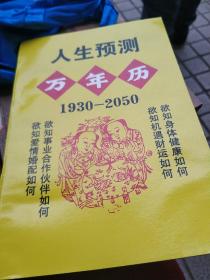 人生预测
万年历
1930-2050
欲知身体健康如何
欲知机遇财运如何
欲知事业合作伙伴如何
欲知爱情婚配如何